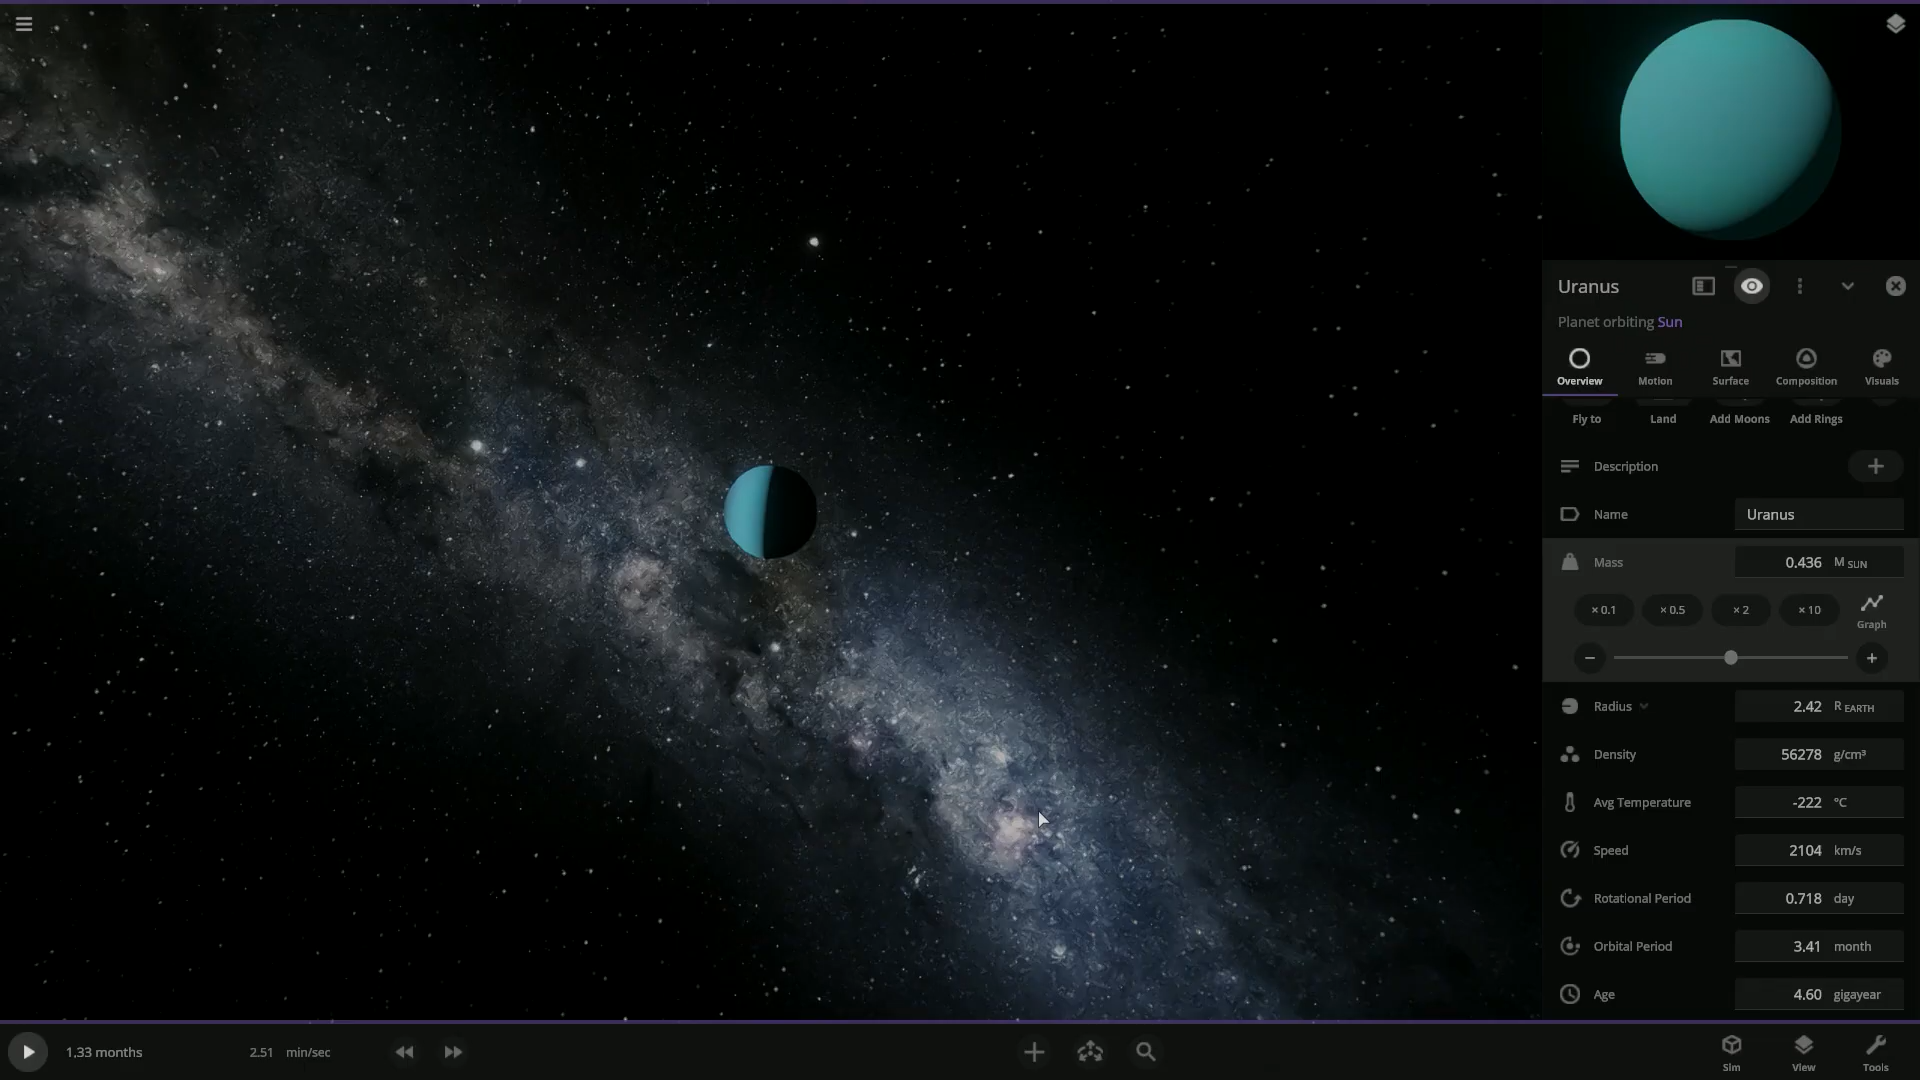 Uranus
Planet orbiting Sun
Overview Motion Surface Composition Visuals
Fly to Land Add Moons Add Rings
Description
Name Uranus
Mass 0.436 M SUN
× 0.1 × 0.5 × 2 × 10 Graph
Radius 2.42 R EARTH
Density 56278 g/cm³
Avg Temperature -222 °C
Speed 2104 km/s
Rotational Period 0.718 day
Orbital Period 3.41 month
Age 4.60 gigayear
1,33 months 2.51 min/sec
Sim View Tools